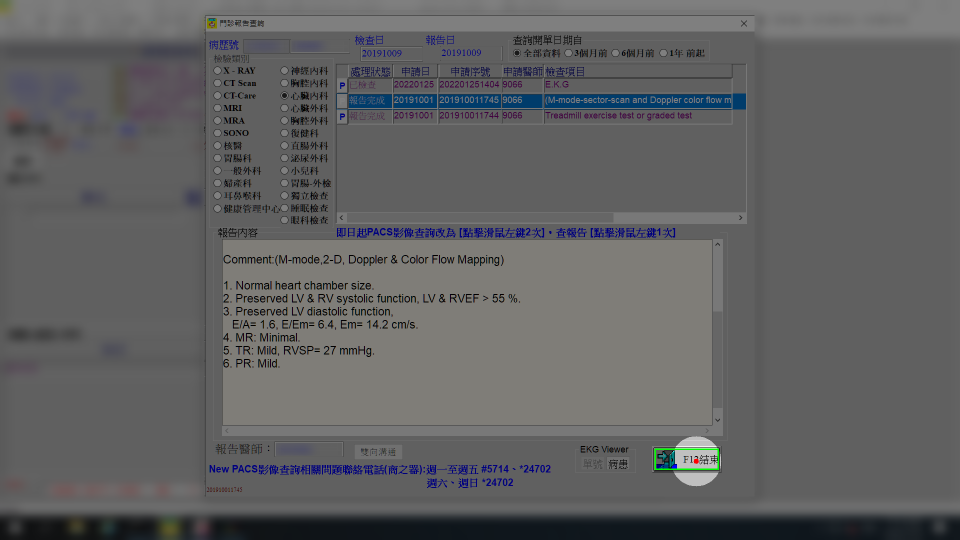 門診報告查詢
病歷號
檢查日
報告日
20191009
20191009
查詢開單日期自
全部資料 3個月前 6個月前 1年 前起
檢驗類別
X - RAY
CT Scan
CT-Care
MRI
MRA
SONO
核醫
胃腸科
一般外科
婦產科
耳鼻喉科
健康管理中心
神經內科
胸腔內科
心臟內科
心臟外科
胸腔外科
復健科
直腸外科
泌尿外科
小兒科
胃腸-外檢
獨立檢查
睡眠檢查
眼科檢查
處理狀態 申請日 申請序號 申請醫師 檢查項目
P 已檢查 20220125 202201251404 9066 E.K.G
報告完成 20191001 201910011745 9066 (M-mode-sector-scan and Doppler color flow m
P 報告完成 20191001 201910011744 9066 Treadmill exercise test or graded test
報告內容
即日起PACS影像查詢改為 [點擊滑鼠左鍵2次]，查報告 [點擊滑鼠左鍵1次]
Comment:(M-mode,2-D, Doppler & Color Flow Mapping)
1. Normal heart chamber size.
2. Preserved LV & RV systolic function, LV & RVEF > 55 %.
3. Preserved LV diastolic function,
E/A= 1.6, E/Em= 6.4, Em= 14.2 cm/s.
4. MR: Minimal.
5. TR: Mild, RVSP= 27 mmHg.
6. PR: Mild.
報告醫師：
雙向溝通
EKG Viewer
單號 病患
F12結束
New PACS影像查詢相關問題聯絡電話(商之器):週一至週五 #5714、*24702
週六、週日 *24702
201910011745